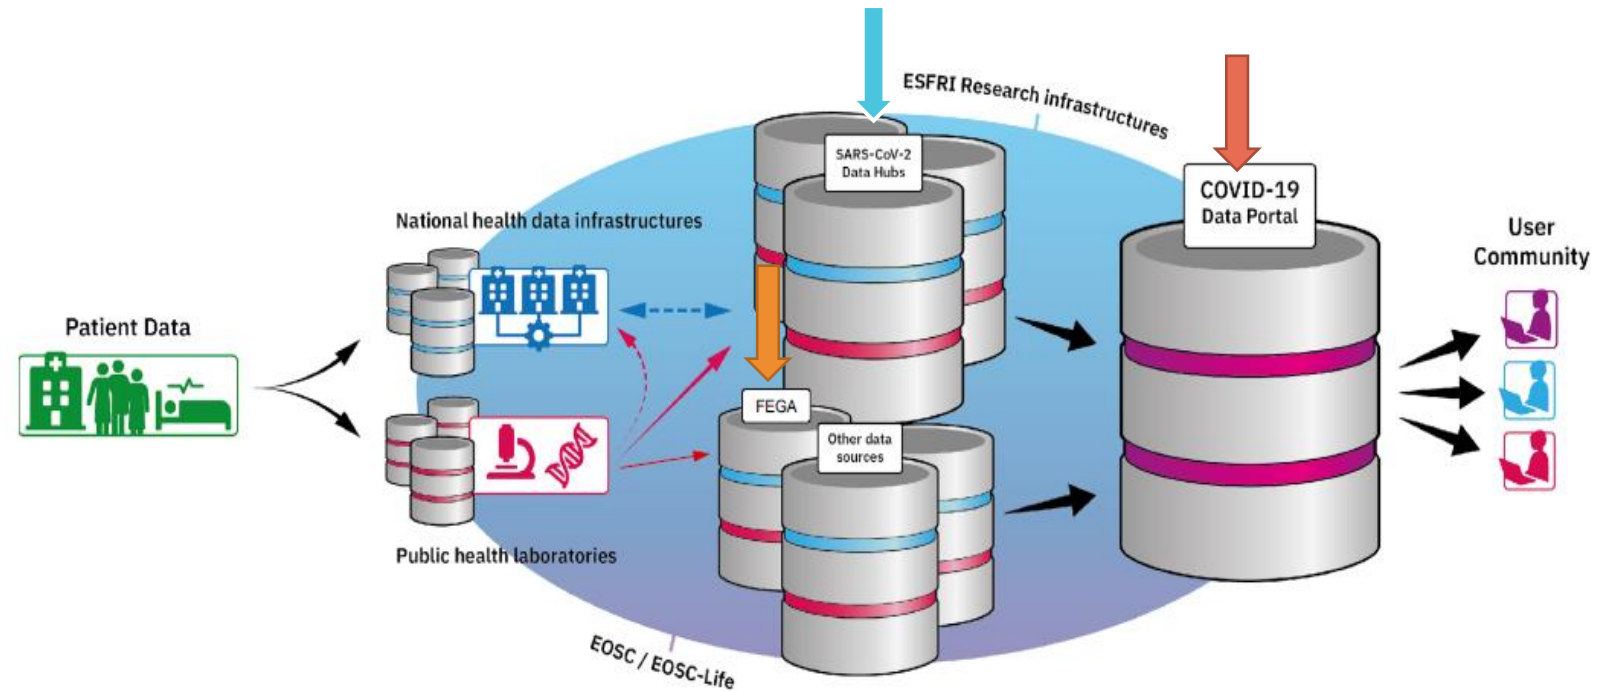 ESFRI Research infrastructures
SARS-CoV-2
Data Hubs
COVID-19
Data Portal
National health data infrastructures
User
Community
Patient Data
FEGA
Other data
sources
Public health laboratories
EOSC / EOSC-Life